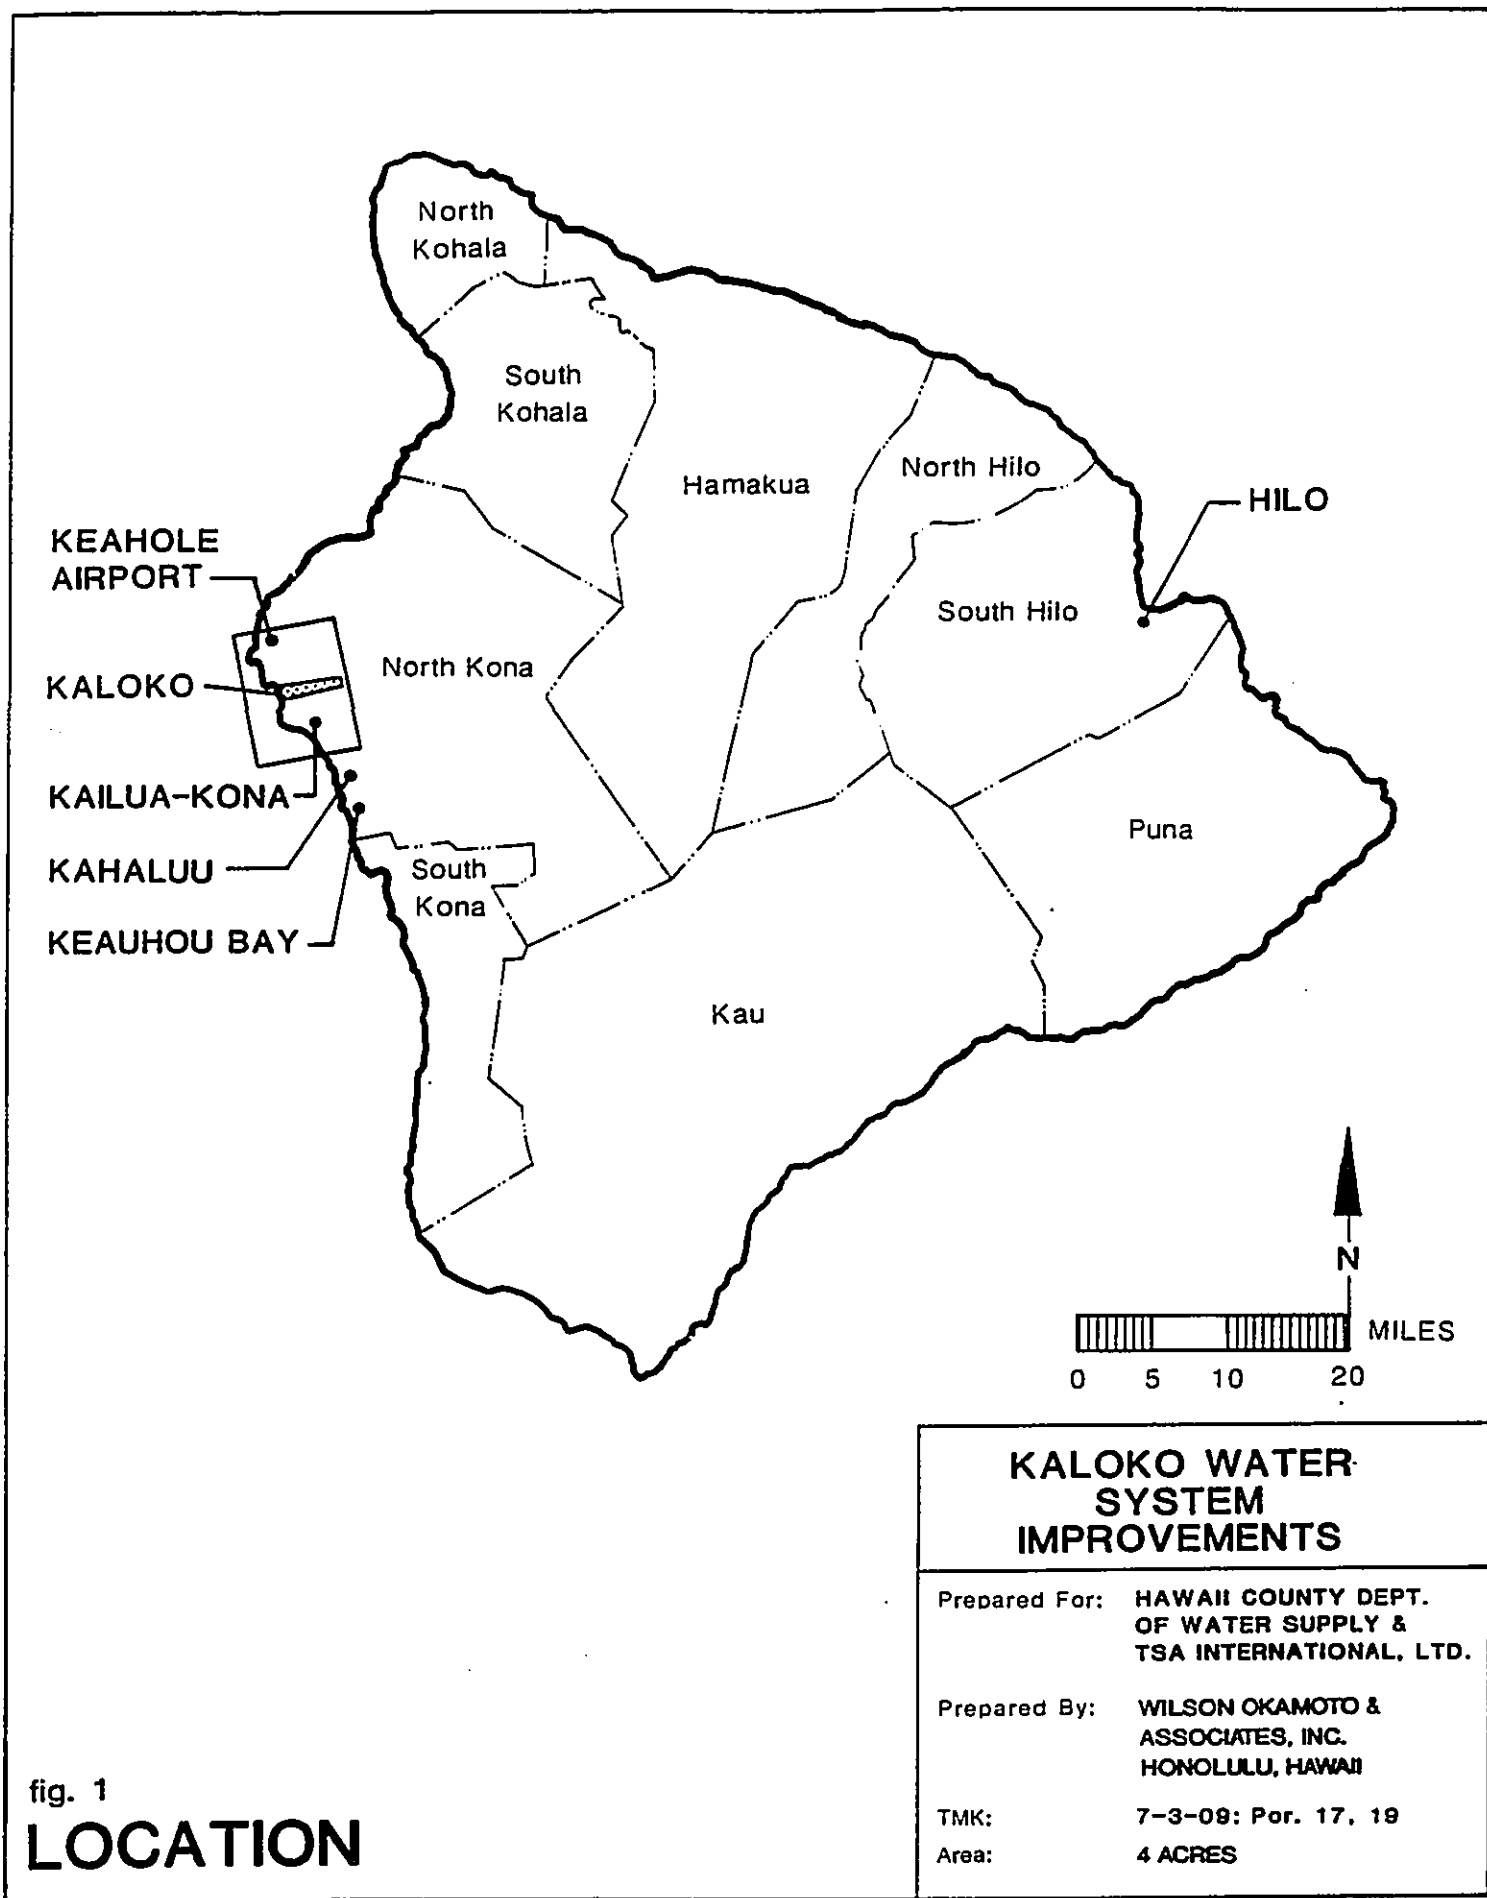 North
Kohala
South
Kohala
Hamakua
North Hilo
HILO
KEAHOLE
AIRPORT
South Hilo
North Kona
KALOKO
KAILUA-KONA
Puna
KAHALUU
South
Kona
KEAUHOU BAY
Kau
N
MILES
0 5 10 20
KALOKO WATER
SYSTEM
IMPROVEMENTS
Prepared For: HAWAII COUNTY DEPT.
OF WATER SUPPLY &
TSA INTERNATIONAL, LTD.
Prepared By: WILSON OKAMOTO &
ASSOCIATES, INC.
HONOLULU, HAWAII
TMK: 7-3-09: Por. 17, 19
Area: 4 ACRES
fig. 1
LOCATION